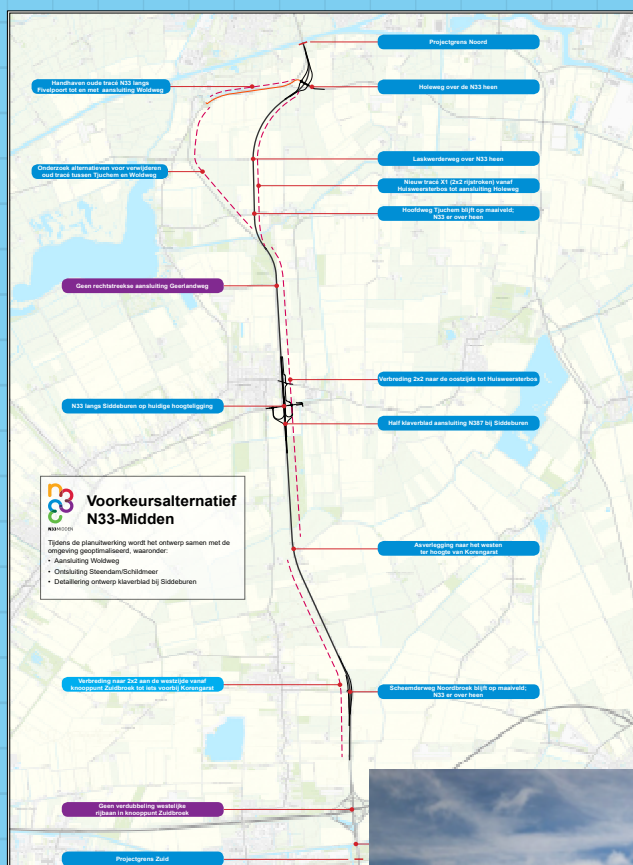 Projectgrens Noord
Handhaven oude tracé N33 langs
Fivelpoort tot en met aansluiting Woldweg
Holeweg over de N33 heen
Laskwerderweg over N33 heen
Onderzoek alternatieven voor verwijderen
oud tracé tussen Tjuchem en Woldweg
Nieuw tracé X1 (2x2 rijstroken) vanaf
Huisweersterbos tot aansluiting Holeweg
Hoofdweg Tjuchem blijft op maaiveld;
N33 er over heen
Geen rechtstreekse aansluiting Geerlandweg
Verbreding 2x2 naar de oostzijde tot Huisweersterbos
N33 langs Siddeburen op huidige hoogteligging
Half klaverblad aansluiting N387 bij Siddeburen
N33MIDDEN
Voorkeursalternatief
N33-Midden
Tijdens de planuitwerking wordt het ontwerp samen met de
omgeving geoptimaliseerd, waaronder:
• Aansluiting Woldweg
• Ontsluiting Steendam/Schildmeer
• Detaillering ontwerp klaverblad bij Siddeburen
Asverlegging naar het westen
ter hoogte van Korengarst
Verbreding naar 2x2 aan de westzijde vanaf
knooppunt Zuidbroek tot iets voorbij Korengarst
Scheemderweg Noordbroek blijft op maaiveld;
N33 er over heen
Geen verdubbeling westelijke
rijbaan in knooppunt Zuidbroek
Projectgrens Zuid